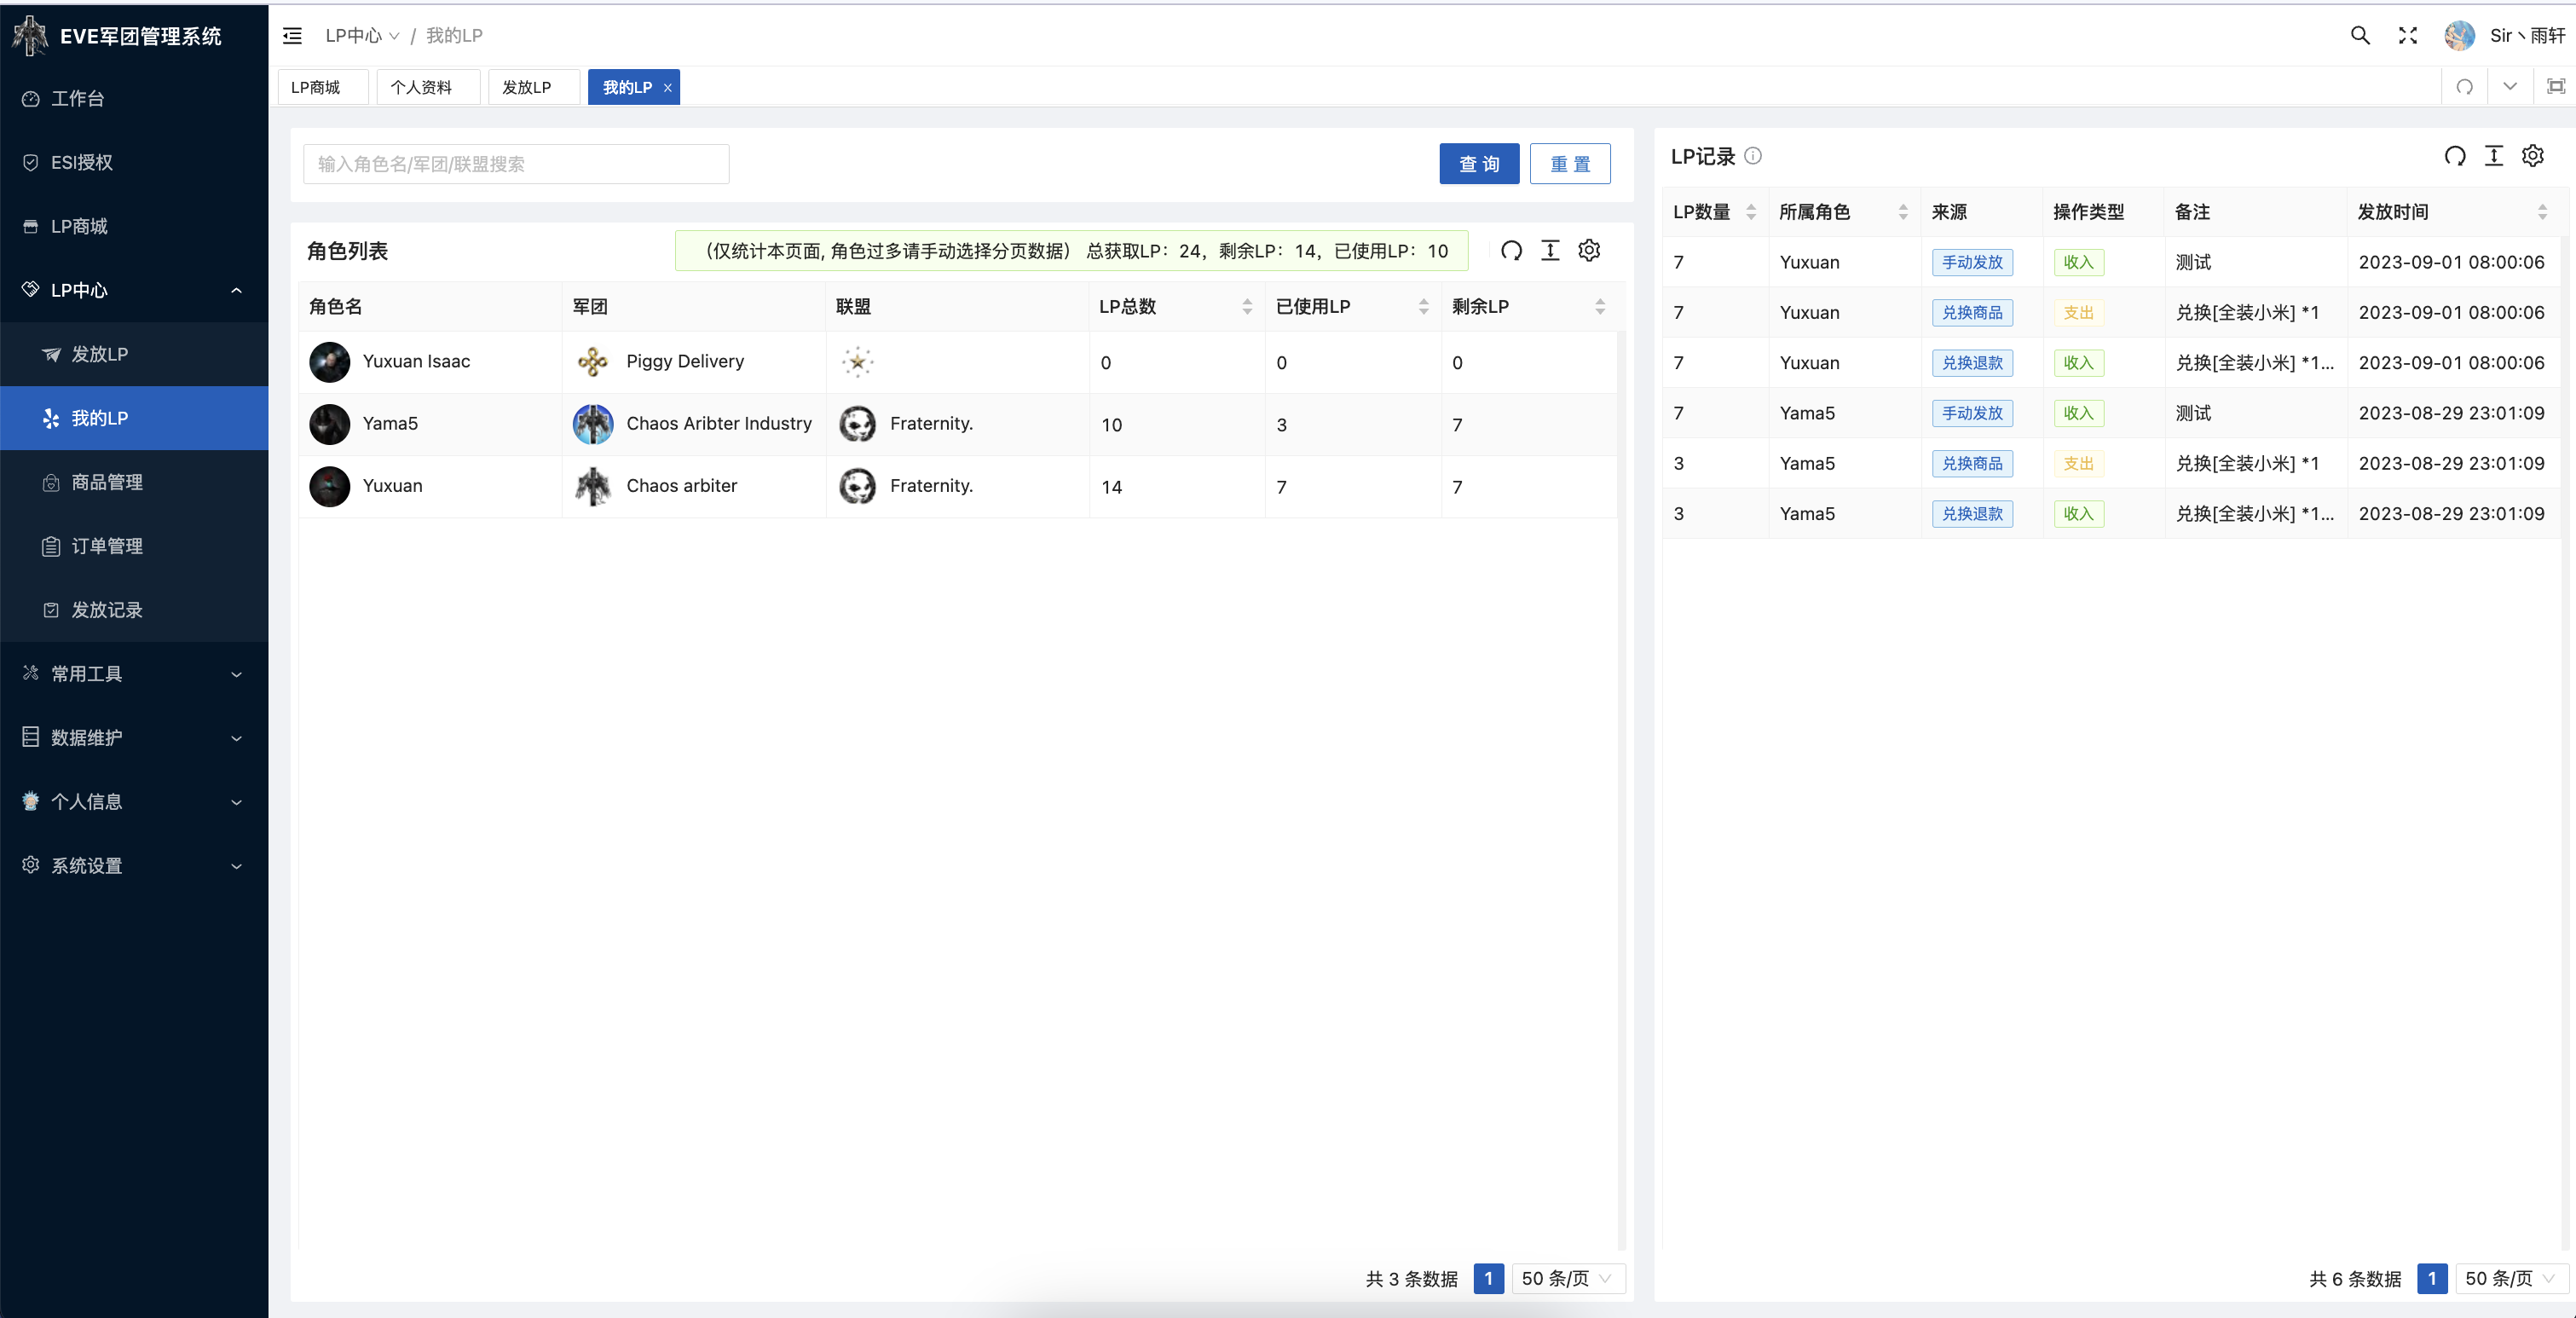 EVE军团管理系统
工作台
ESI授权
LP商城
LP中心
发放LP
我的LP
商品管理
订单管理
发放记录
常用工具
数据维护
个人信息
系统设置
LP中心 / 我的LP
Sir丶雨轩
LP商城 个人资料 发放LP 我的LP ×
输入角色名/军团/联盟搜索
查 询 重 置
角色列表
（仅统计本页面, 角色过多请手动选择分页数据） 总获取LP：24，剩余LP：14，已使用LP：10
角色名 军团 联盟 LP总数 已使用LP 剩余LP
Yuxuan Isaac Piggy Delivery 0 0 0
Yama5 Chaos Aribter Industry Fraternity. 10 3 7
Yuxuan Chaos arbiter Fraternity. 14 7 7
共 3 条数据 1 50 条/页
LP记录
LP数量 所属角色 来源 操作类型 备注 发放时间
7 Yuxuan 手动发放 收入 测试 2023-09-01 08:00:06
7 Yuxuan 兑换商品 支出 兑换[全装小米] *1 2023-09-01 08:00:06
7 Yuxuan 兑换退款 收入 兑换[全装小米] *1... 2023-09-01 08:00:06
7 Yama5 手动发放 收入 测试 2023-08-29 23:01:09
3 Yama5 兑换商品 支出 兑换[全装小米] *1 2023-08-29 23:01:09
3 Yama5 兑换退款 收入 兑换[全装小米] *1... 2023-08-29 23:01:09
共 6 条数据 1 50 条/页